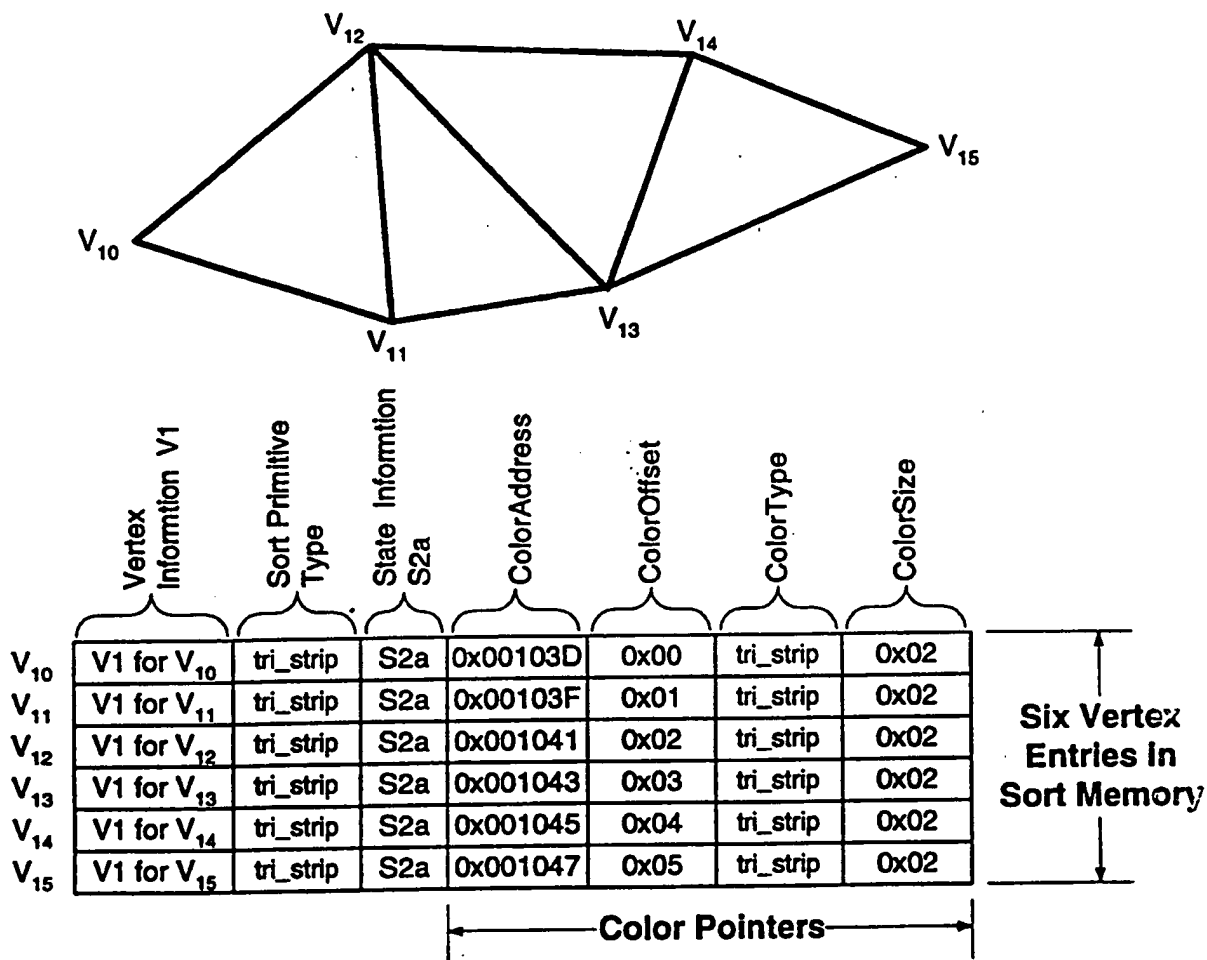 V12
V14
V15
V10
V13
V11
Vertex
Informtion V1
Sort Primitive
Type
State Informtion
S2a
ColorAddress
ColorOffset
ColorType
ColorSize
V10 V1 for V10 tri_strip S2a 0x00103D 0x00 tri_strip 0x02
V11 V1 for V11 tri_strip S2a 0x00103F 0x01 tri_strip 0x02
V12 V1 for V12 tri_strip S2a 0x001041 0x02 tri_strip 0x02
V13 V1 for V13 tri_strip S2a 0x001043 0x03 tri_strip 0x02
V14 V1 for V14 tri_strip S2a 0x001045 0x04 tri_strip 0x02
V15 V1 for V15 tri_strip S2a 0x001047 0x05 tri_strip 0x02
Six Vertex
Entries in
Sort Memory
Color Pointers